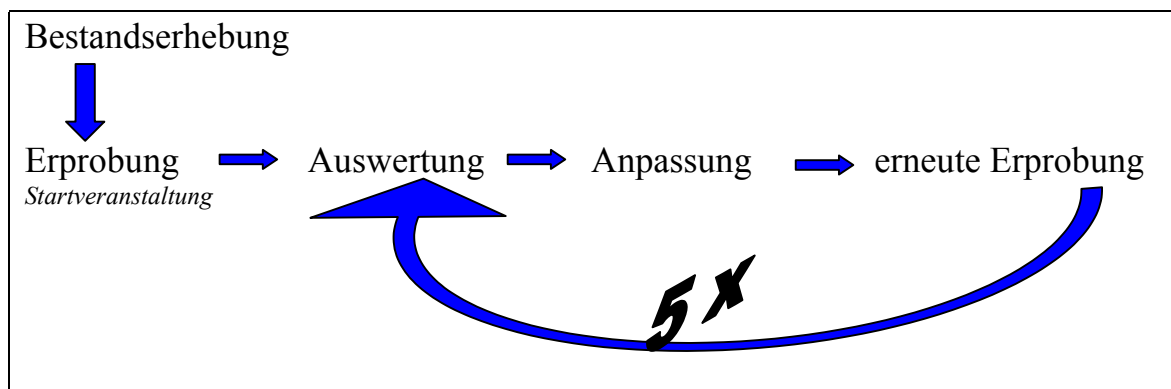 Bestandserhebung
Erprobung Auswertung Anpassung erneute Erprobung
Startveranstaltung
5 x